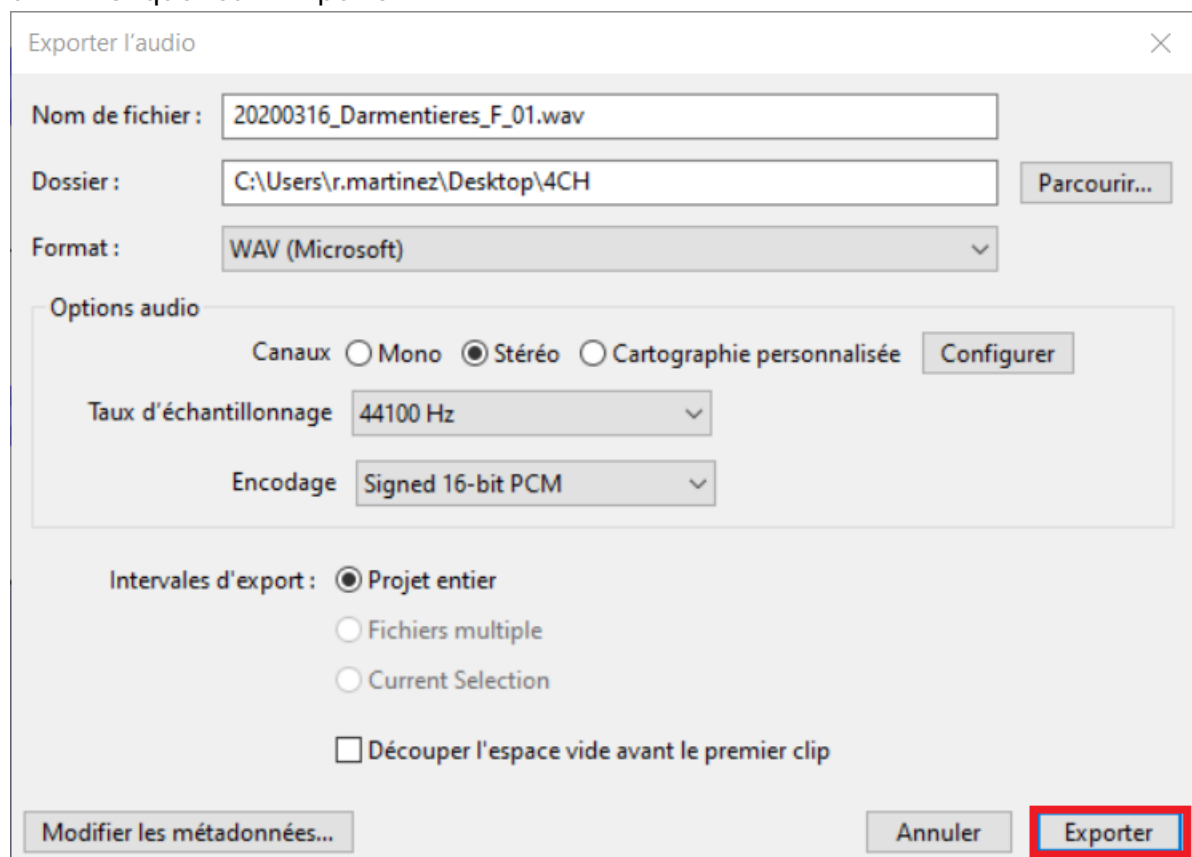 Exporter l'audio
Nom de fichier : 20200316_Darmentieres_F_01.wav
Dossier : C:\Users\r.martinez\Desktop\4CH Parcourir...
Format : WAV (Microsoft)
Options audio
Canaux Mono Stéréo Cartographie personnalisée Configurer
Taux d'échantillonnage 44100 Hz
Encodage Signed 16-bit PCM
Intervales d'export : Projet entier
Fichiers multiple
Current Selection
Découper l'espace vide avant le premier clip
Modifier les métadonnées... Annuler Exporter